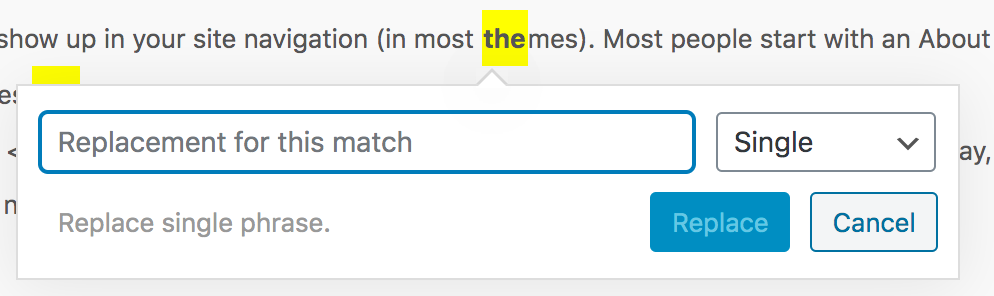 show up in your site navigation (in most themes). Most people start with an About
Replacement for this match Single
ay,
Replace single phrase. Replace Cancel